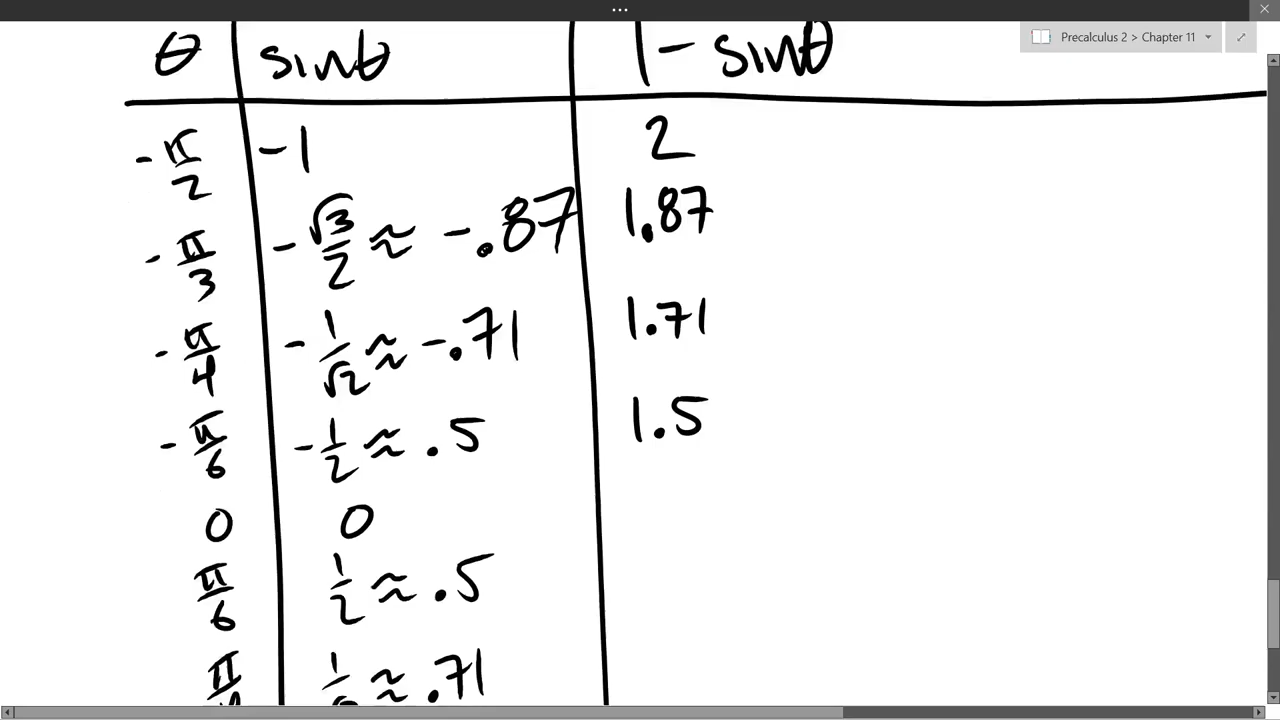 Precalculus 2 > Chapter 11
θ sinθ 1 - sinθ
-π/2 -1 2
-π/3 -√3/2 ≈ -.87 1.87
-π/4 -1/√2 ≈ -.71 1.71
-π/6 -1/2 ≈ .5 1.5
0 0
π/6 1/2 ≈ .5
≈ .71